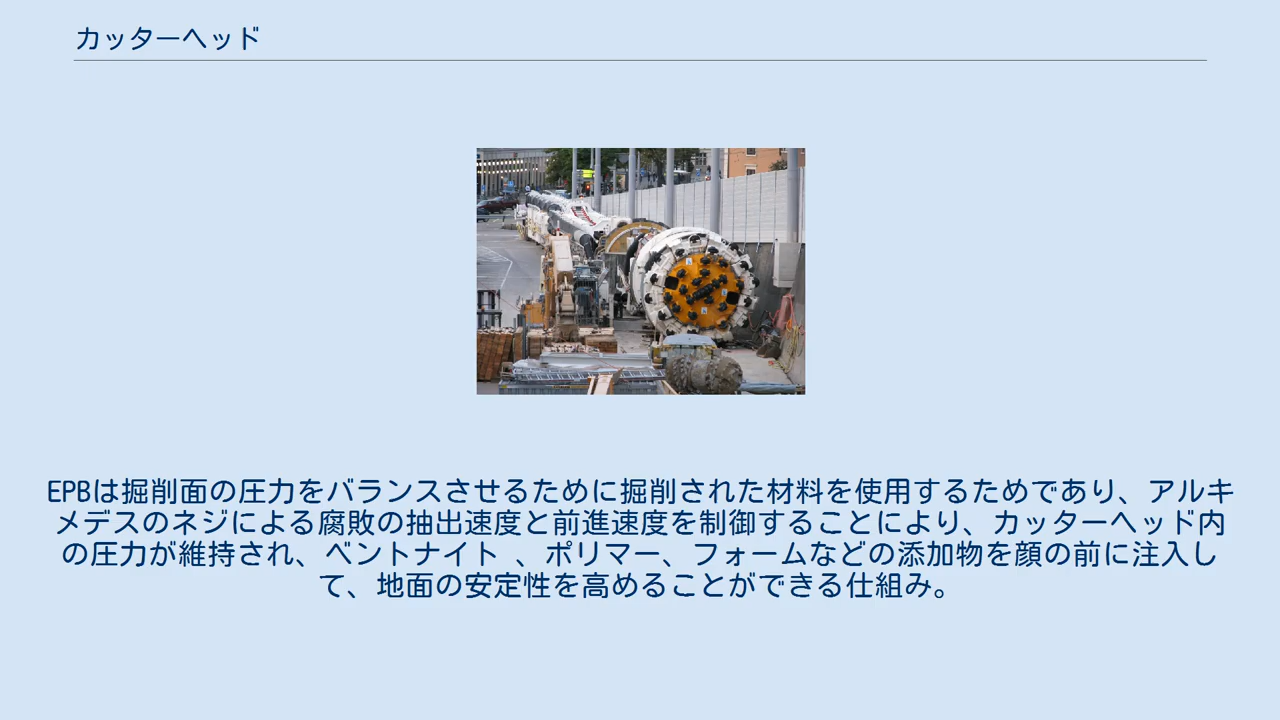 カッターヘッド
EPBは掘削面の圧力をバランスさせるために掘削された材料を使用するためであり、アルキ
メデスのネジによる腐敗の抽出速度と前進速度を制御することにより、カッターヘッド内
の圧力が維持され、ベントナイト 、ポリマー、フォームなどの添加物を顔の前に注入し
て、地面の安定性を高めることができる仕組み。